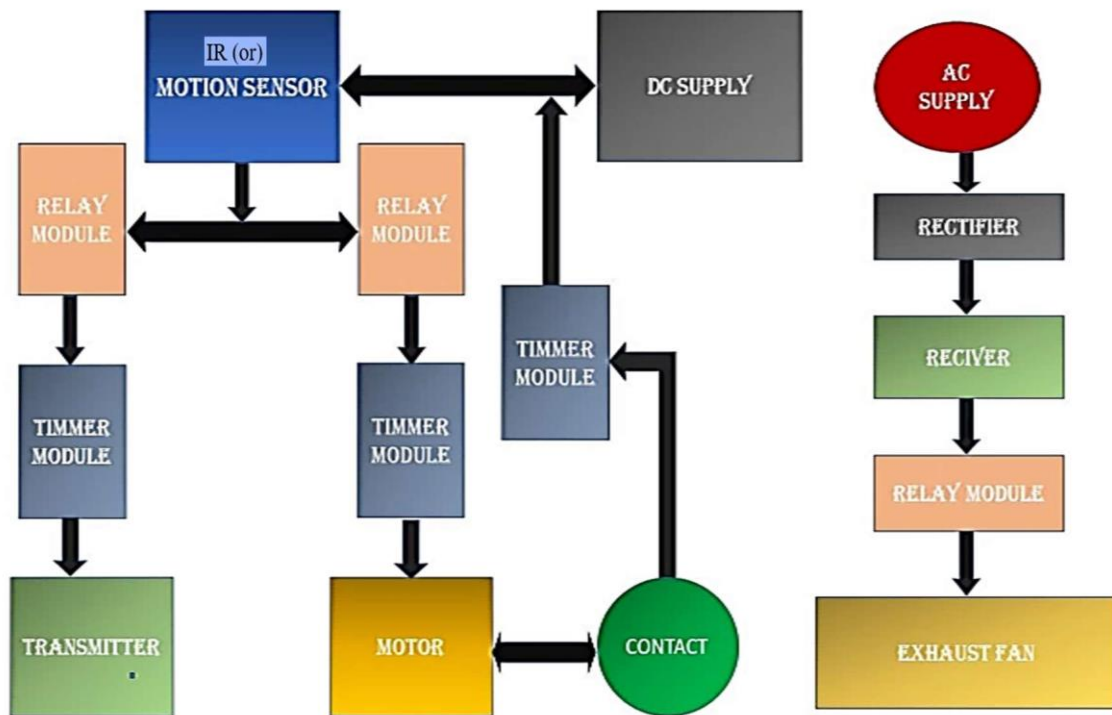 IR (or)
MOTION SENSOR
DC SUPPLY
AC
SUPPLY
RELAY
MODULE
RELAY
MODULE
RECTIFIER
TIMMER
MODULE
RECIVER
TIMMER
MODULE
TIMMER
MODULE
RELAY MODULE
TRANSMITTER
MOTOR
CONTACT
EXHAUST FAN